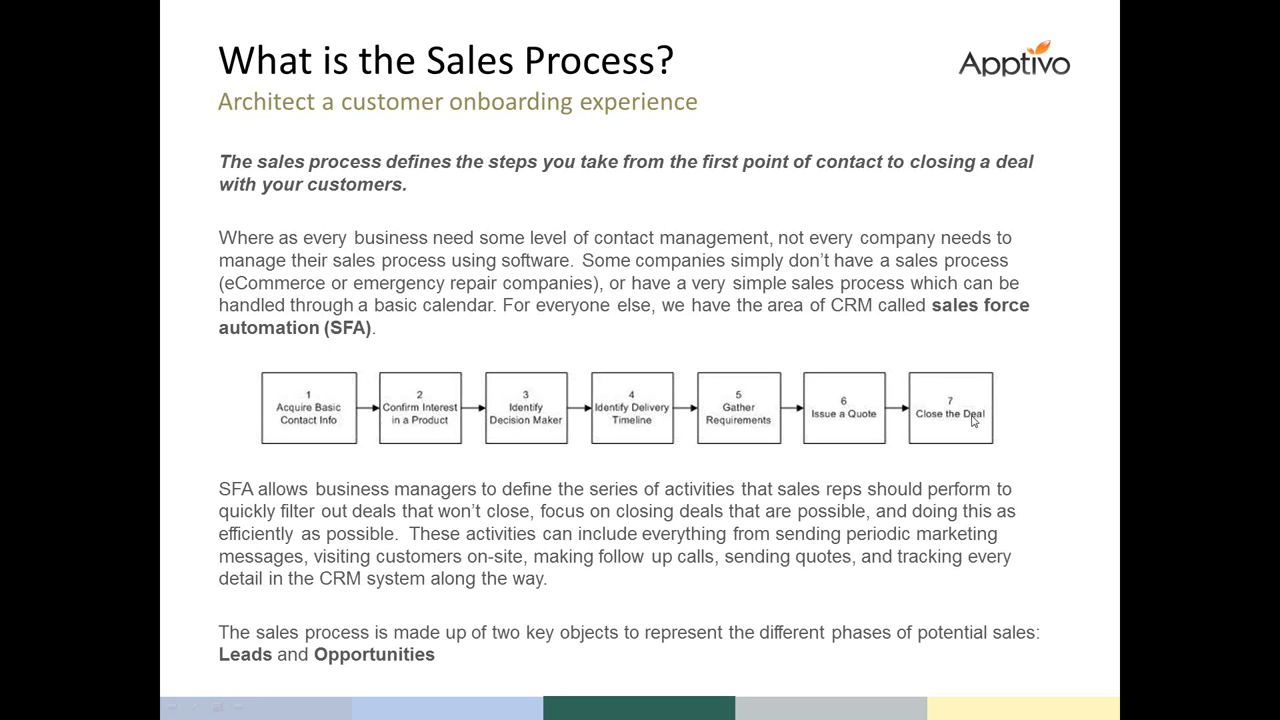 What is the Sales Process?
Apptivo
Architect a customer onboarding experience
The sales process defines the steps you take from the first point of contact to closing a deal
with your customers.
Where as every business need some level of contact management, not every company needs to
manage their sales process using software. Some companies simply don't have a sales process
(eCommerce or emergency repair companies), or have a very simple sales process which can be
handled through a basic calendar. For everyone else, we have the area of CRM called sales force
automation (SFA).
1
Acquire Basic
Contact Info
2
Confirm Interest
in a Product
3
Identify
Decision Maker
4
Identify Delivery
Timeline
5
Gather
Requirements
6
Issue a Quote
7
Close the Deal
SFA allows business managers to define the series of activities that sales reps should perform to
quickly filter out deals that won't close, focus on closing deals that are possible, and doing this as
efficiently as possible. These activities can include everything from sending periodic marketing
messages, visiting customers on-site, making follow up calls, sending quotes, and tracking every
detail in the CRM system along the way.
The sales process is made up of two key objects to represent the different phases of potential sales:
Leads and Opportunities